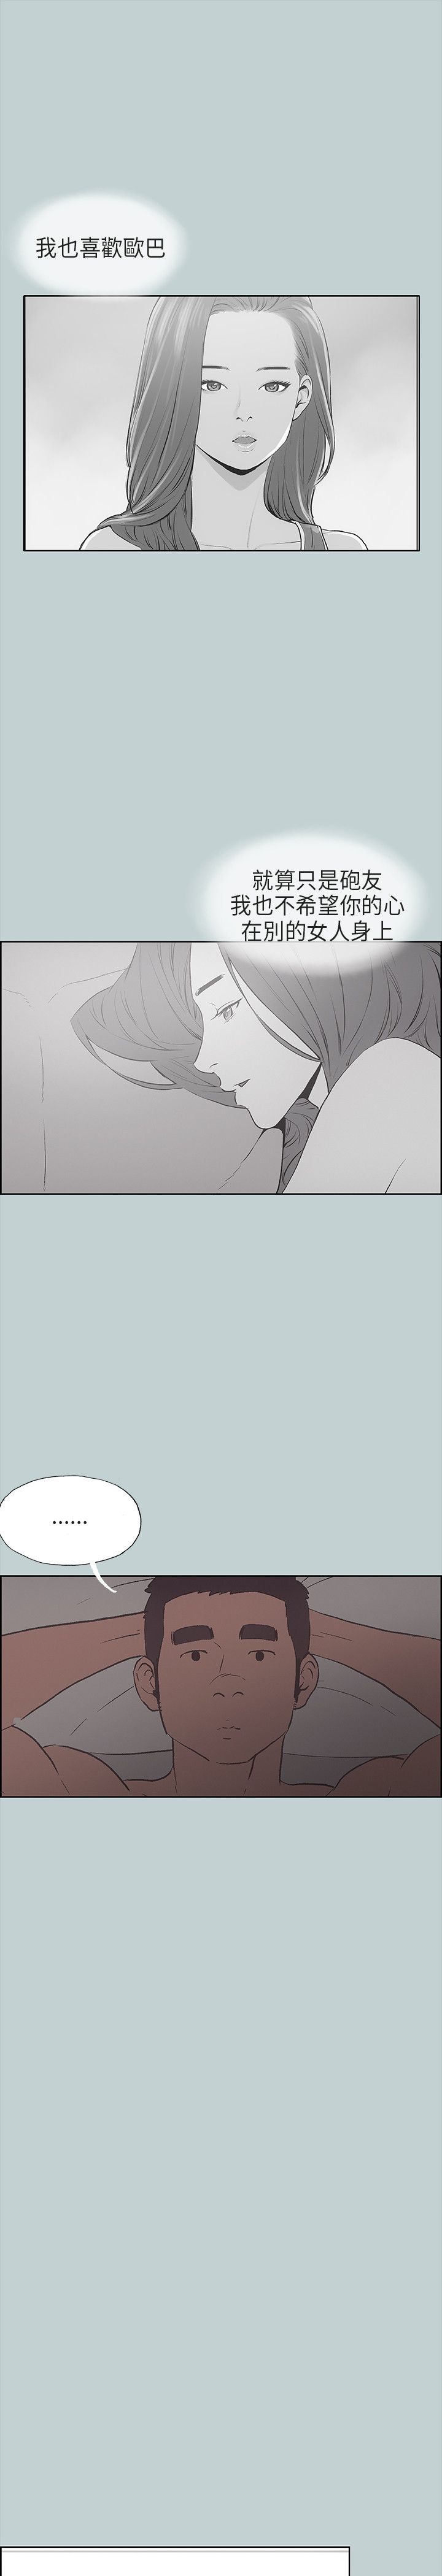 我也喜歡歐巴
就算只是砲友
我也不希望你的心
在別的女人身上
……